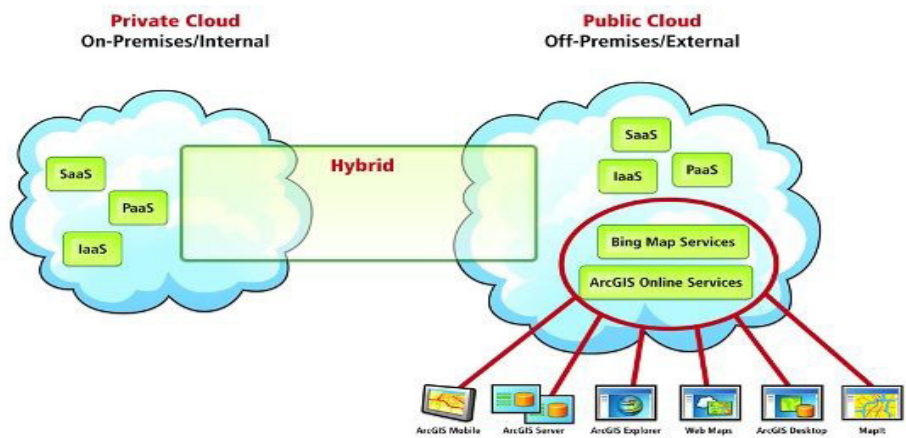 Private Cloud
On-Premises/Internal
Public Cloud
Off-Premises/External
SaaS
PaaS
IaaS
Hybrid
SaaS
IaaS
PaaS
Bing Map Services
ArcGIS Online Services
ArcGIS Mobile
ArcGIS Server
ArcGIS Explorer
Web Maps
ArcGIS Desktop
MapIt